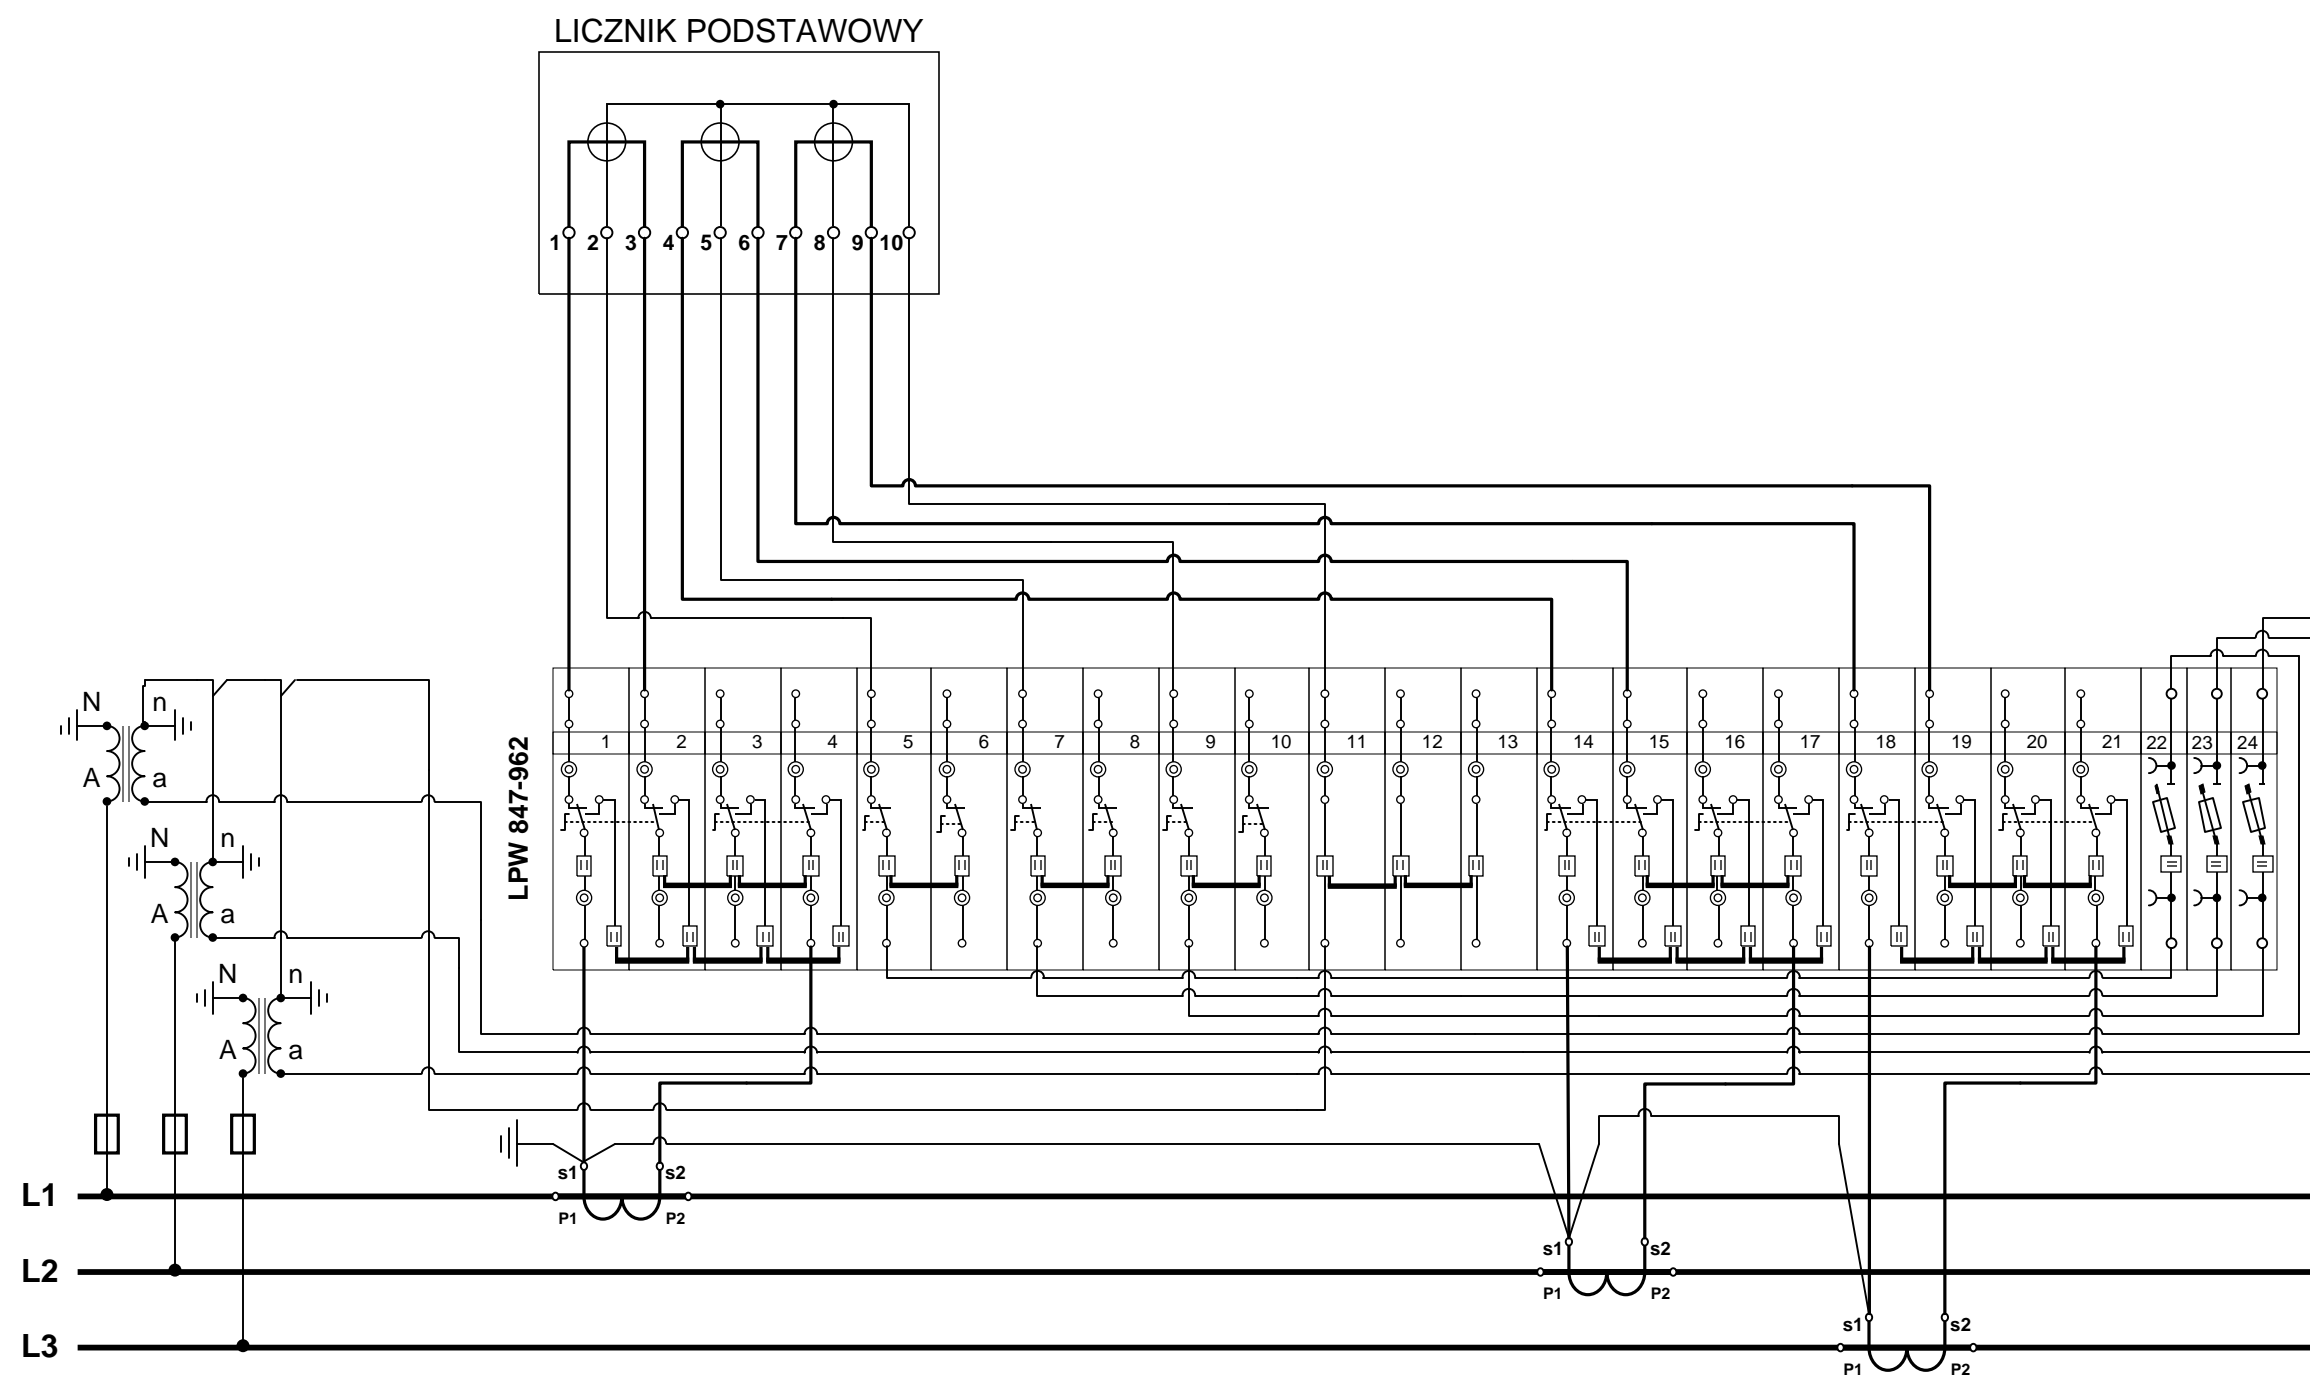 LICZNIK PODSTAWOWY
1 2 3 4 5 6 7 8 9 10
LPW 847-962
1 2 3 4 5 6 7 8 9 10 11 12 13 14 15 16 17 18 19 20 21 22 23 24
N n
A a
N n
A a
N n
A a
s1 s2
L1
P1 P2
s1 s2
L2
P1 P2
s1 s2
L3
P1 P2